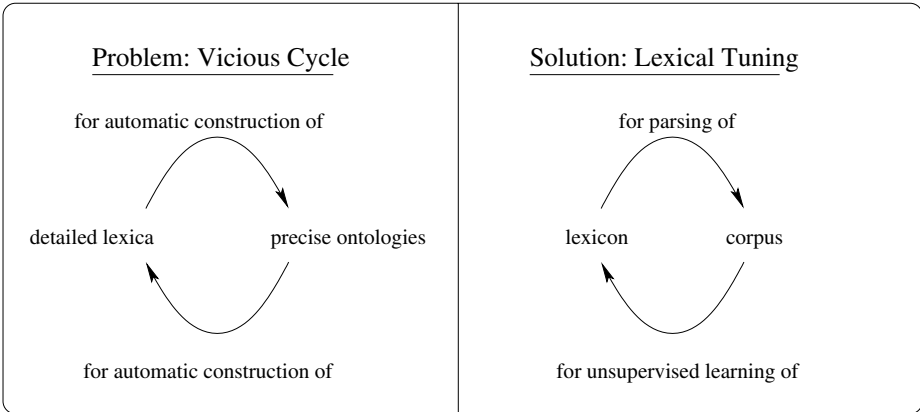 Problem: Vicious Cycle
for automatic construction of
detailed lexica
precise ontologies
for automatic construction of
Solution: Lexical Tuning
for parsing of
lexicon
corpus
for unsupervised learning of